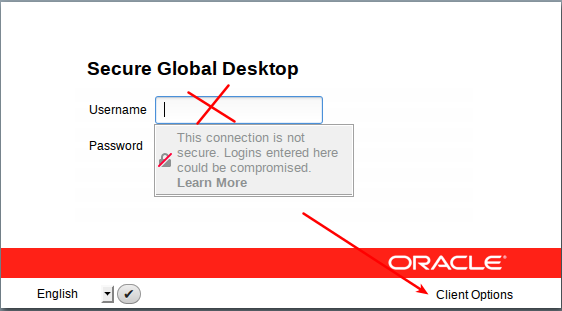 Secure Global Desktop
Username
This connection is not
secure. Logins entered here
could be compromised.
Learn More
Password
ORACLE®
English
✔
Client Options